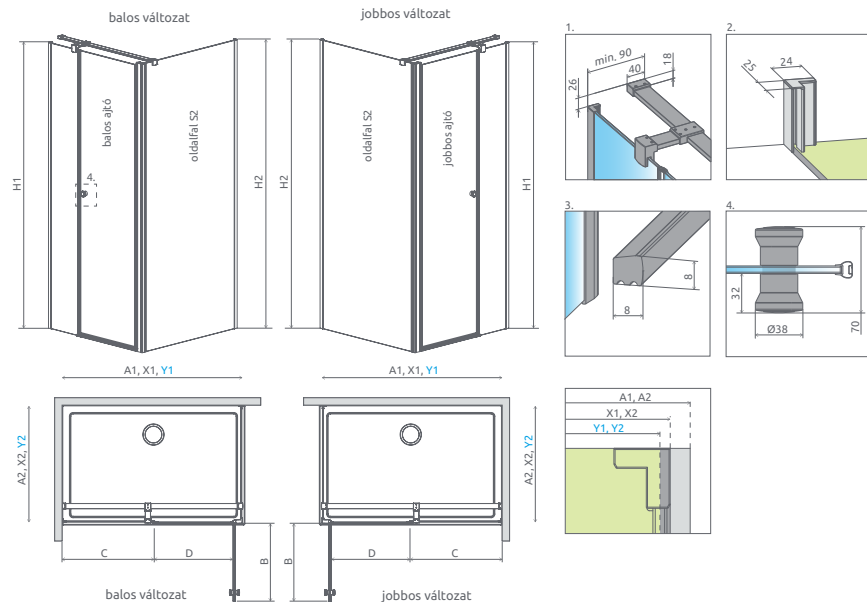 balos változat
jobbos változat
H1
balos ajtó
4.
oldalfal S2
H2
H2
oldalfal S2
jobbos ajtó
H1
1.
min. 90
40
18
26
2.
24
25
3.
8
8
4.
32
Ø38
70
A1, X1, Y1
A1, X1, Y1
A2, X2, Y2
A2, X2, Y2
C
D
B
B
D
C
A1, A2
X1, X2
Y1, Y2
balos változat
jobbos változat